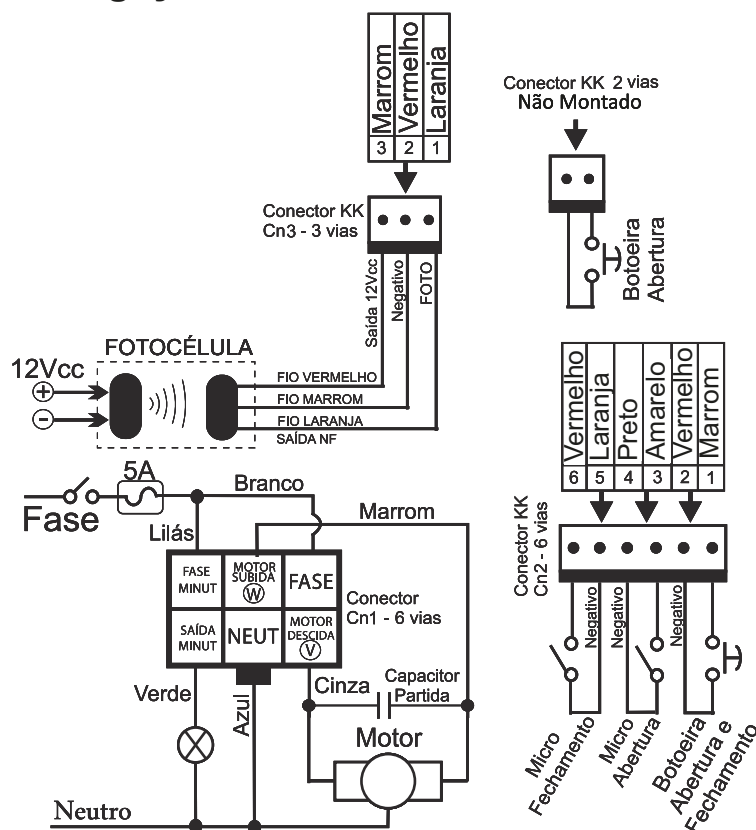 Marrom
Vermelho
Laranja
3 2 1
Conector KK
Cn3 - 3 vias
Saída 12Vcc
Negativo
FOTO
Conector KK 2 vias
Não Montado
Botoeira
Abertura
FOTOCÉLULA
12Vcc
+
-
FIO VERMELHO
FIO MARROM
FIO LARANJA
SAÍDA NF
Vermelho
Laranja
Preto
Amarelo
Vermelho
Marrom
6 5 4 3 2 1
Conector KK
Cn2 - 6 vias
Negativo
Negativo
Negativo
Micro
Fechamento
Micro
Abertura
Botoeira
Abertura e
Fechamento
5A
Fase
Branco
Lilás
Marrom
FASE
MINUT
MOTOR
SUBIDA
W
FASE
SAÍDA
MINUT
NEUT
MOTOR
DESCIDA
V
Conector
Cn1 - 6 vias
Verde
Azul
Cinza
Capacitor
Partida
Motor
Neutro